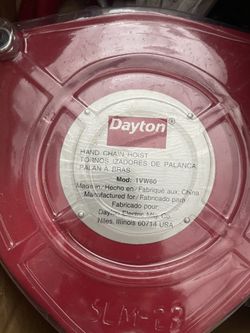 Dayton
HAND CHAIN HOIST
TORNOS IZADORES DE PALANCA
PALAN A BRAS
Mod: 1VW60
Made in / Hecho en / Fabriqué aux: China
Manufactured for / Fabricado para
Fabricado pour
Dayton Electric Mfg. Co.
Niles, Illinois 60714 USA